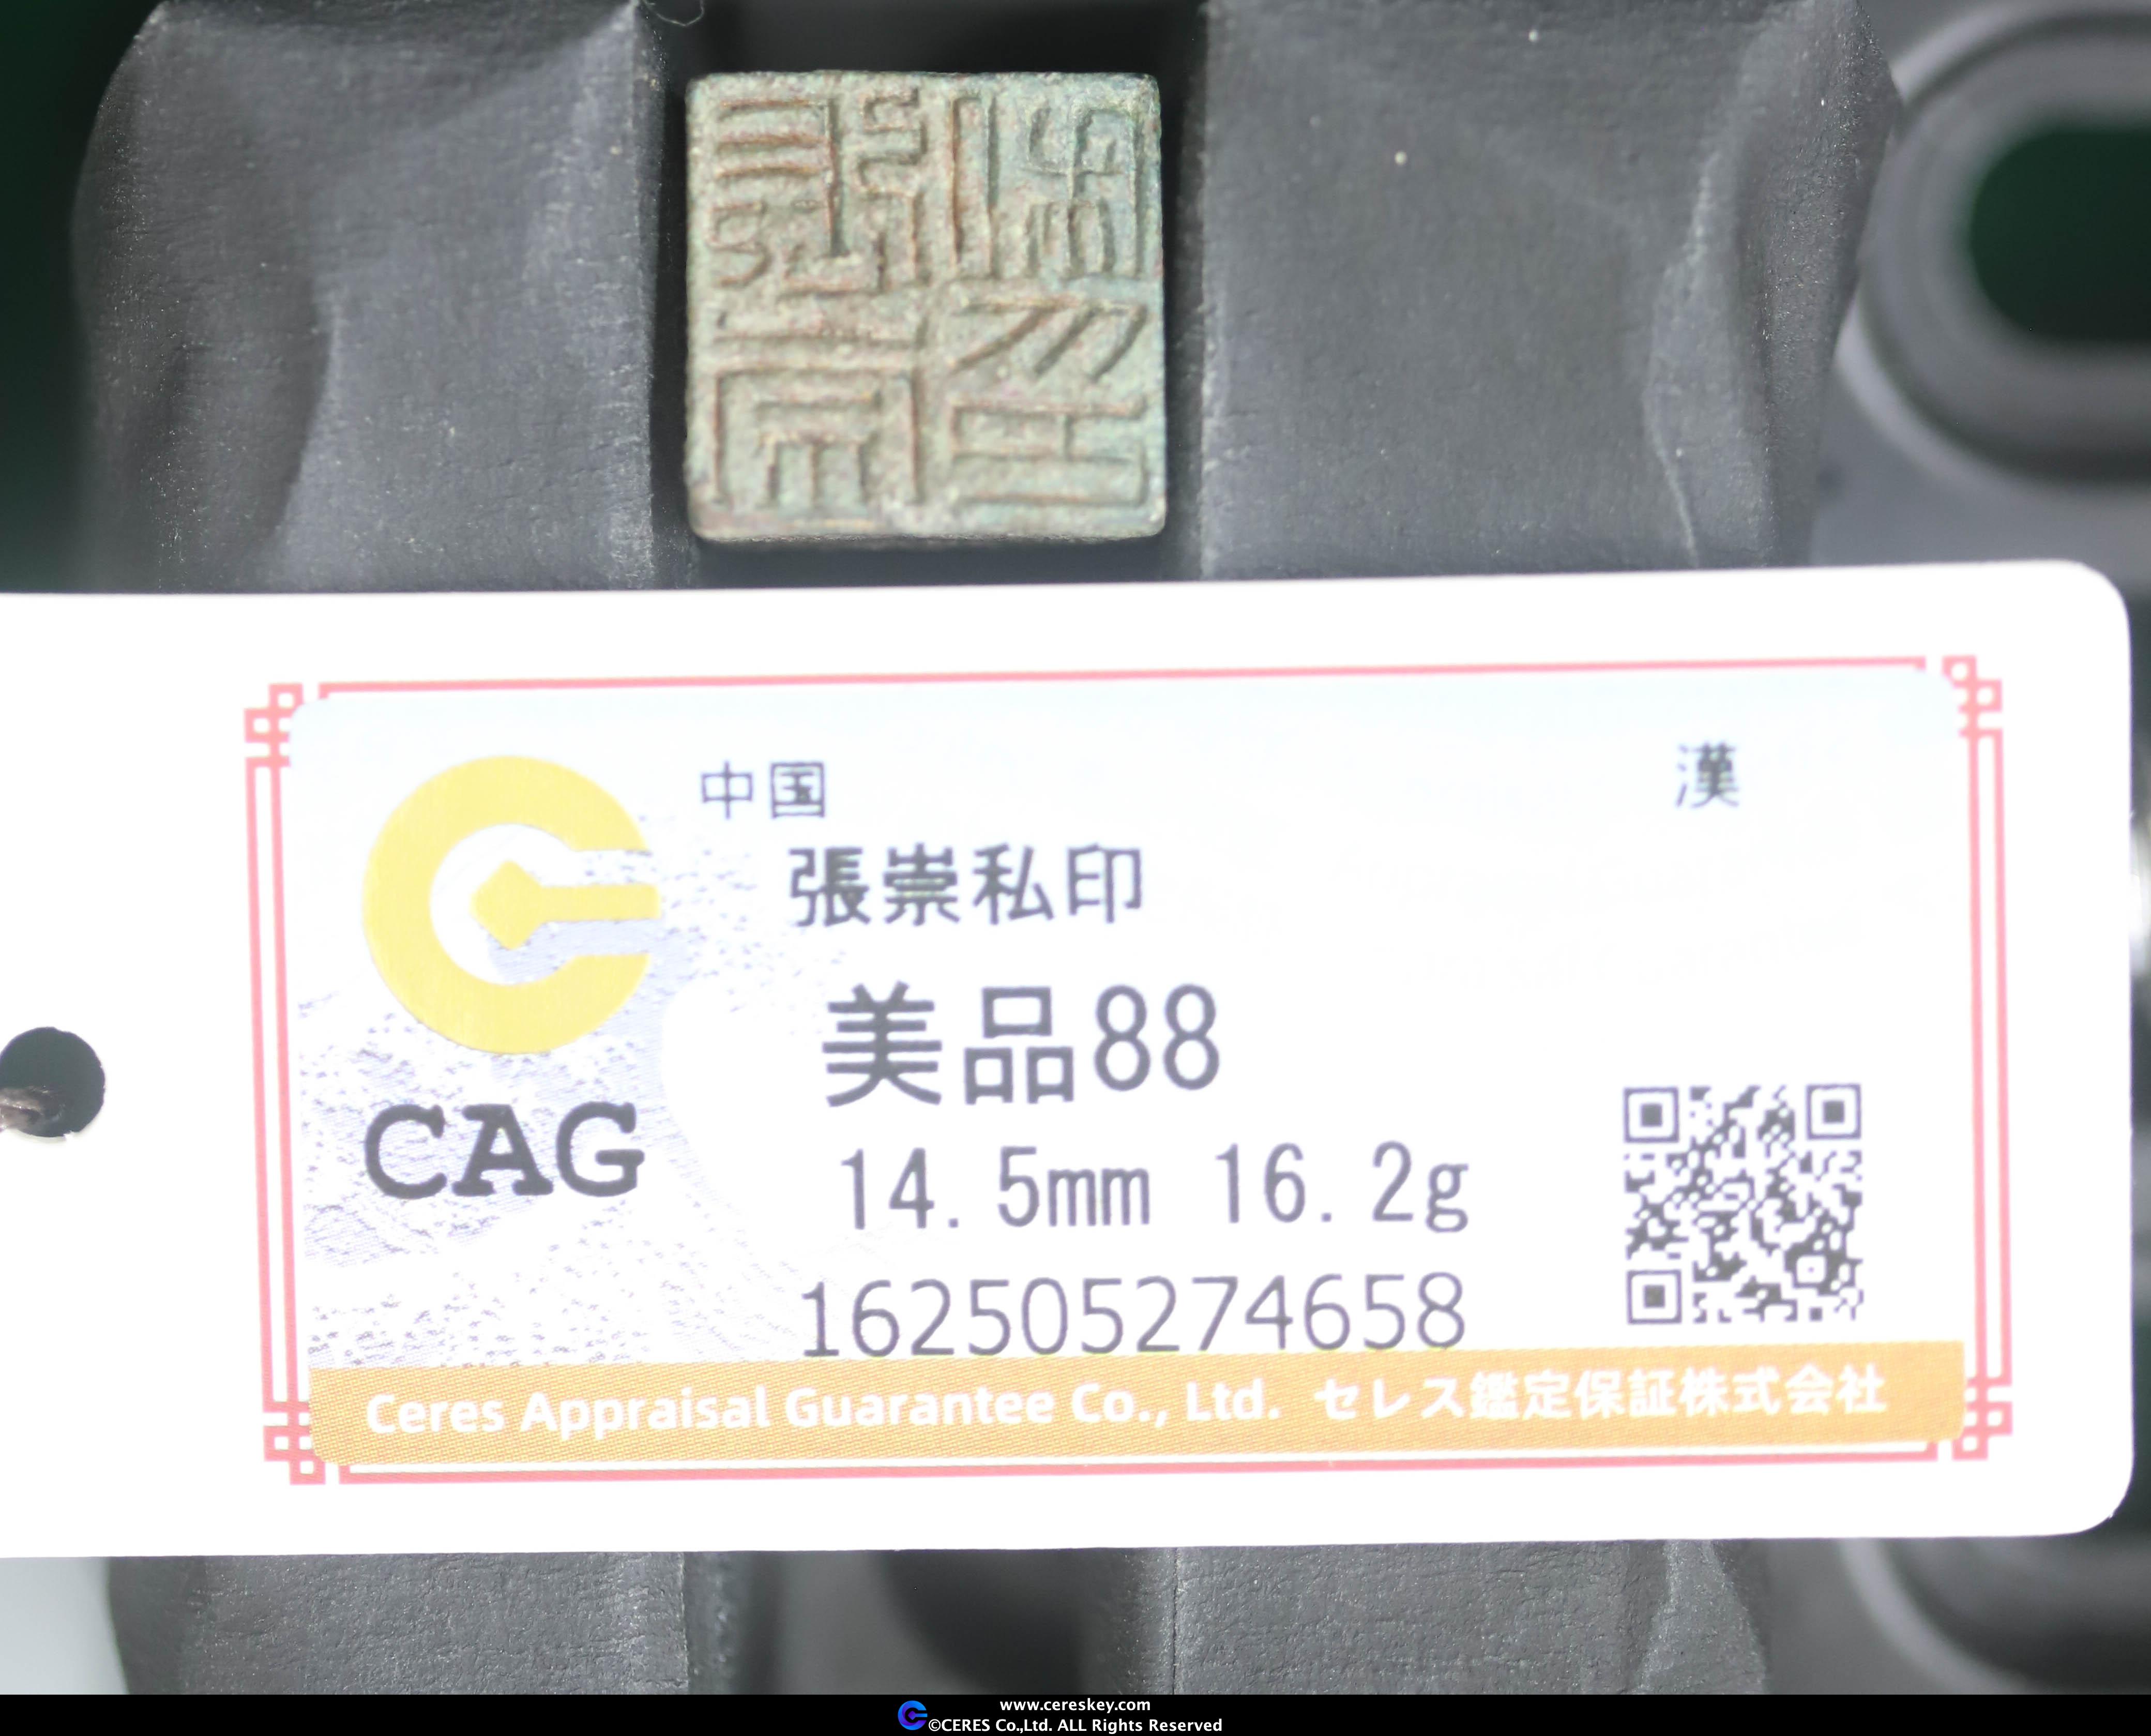 中国 漢
張崇私印
美品88
CAG
14.5mm 16.2g
162505274658
Ceres Appraisal Guarantee Co., Ltd. セレス鑑定保証株式会社
www.cereskey.com
©CERES Co.,Ltd. ALL Rights Reserved